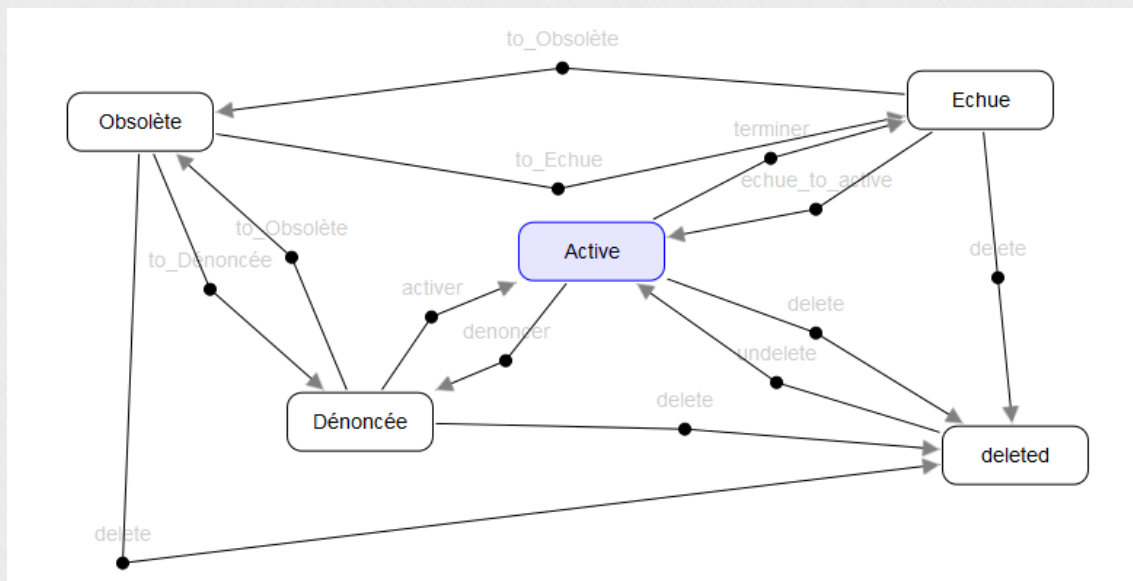 to_Obsolète
Echue
Obsolète
terminer
to_Echue
echue_to_active
to_Obsolète
Active
delete
to_Dénoncée
activer
delete
denoncer
undelete
delete
Dénoncée
deleted
delete